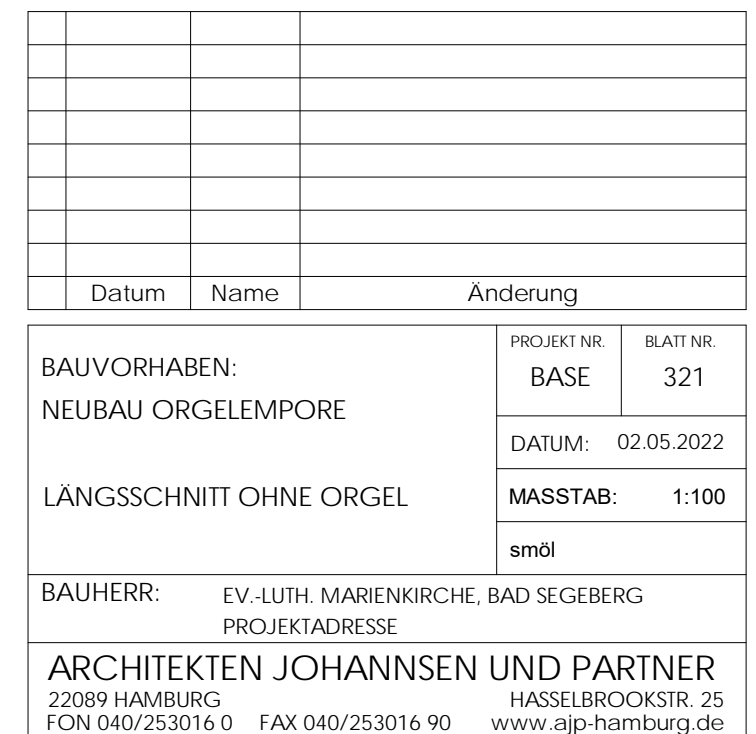 Datum Name Änderung
PROJEKT NR. BLATT NR.
BAUVORHABEN:
BASE 321
NEUBAU ORGELEMPORE
DATUM: 02.05.2022
LÄNGSSCHNITT OHNE ORGEL
MASSTAB: 1:100
smöl
BAUHERR: EV.-LUTH. MARIENKIRCHE, BAD SEGEBERG
PROJEKTADRESSE
ARCHITEKTEN JOHANNSEN UND PARTNER
22089 HAMBURG HASSELBROOKSTR. 25
FON 040/253016 0 FAX 040/253016 90 www.ajp-hamburg.de